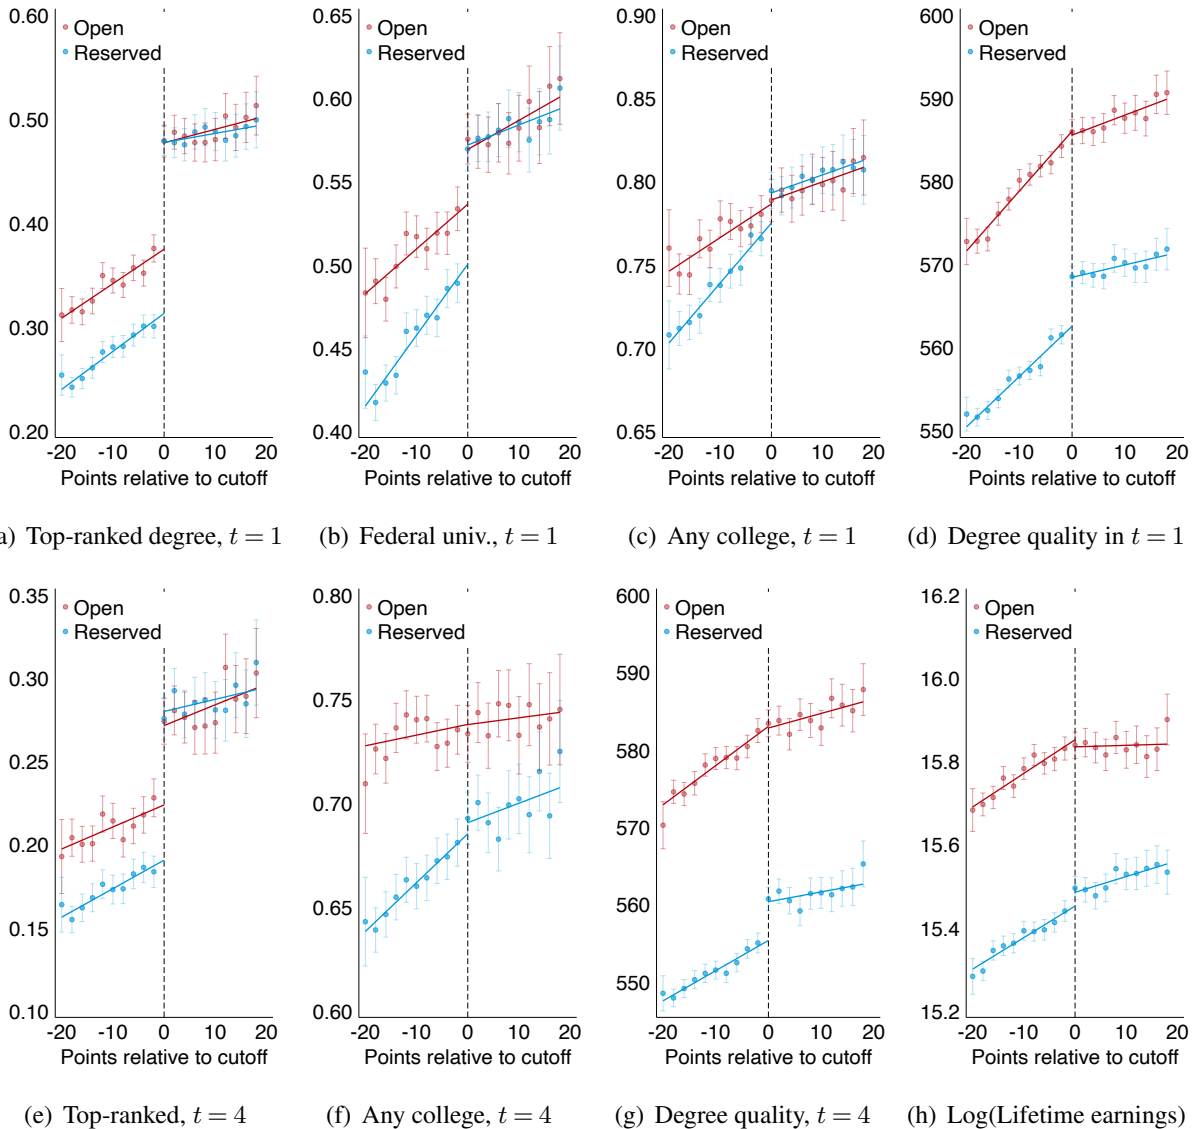 0.60
Open
Reserved
0.50
0.40
0.30
0.20
-20 -10 0 10 20
Points relative to cutoff
a) Top-ranked degree, t = 1
0.65
Open
Reserved
0.60
0.55
0.50
0.45
0.40
-20 -10 0 10 20
Points relative to cutoff
(b) Federal univ., t = 1
0.90
Open
Reserved
0.85
0.80
0.75
0.70
0.65
-20 -10 0 10 20
Points relative to cutoff
(c) Any college, t = 1
600
Open
Reserved
590
580
570
560
550
-20 -10 0 10 20
Points relative to cutoff
(d) Degree quality in t = 1
0.35
Open
Reserved
0.30
0.25
0.20
0.15
0.10
-20 -10 0 10 20
Points relative to cutoff
(e) Top-ranked, t = 4
0.80
Open
Reserved
0.75
0.70
0.65
0.60
-20 -10 0 10 20
Points relative to cutoff
(f) Any college, t = 4
600
Open
Reserved
590
580
570
560
550
-20 -10 0 10 20
Points relative to cutoff
(g) Degree quality, t = 4
16.2
Open
Reserved
16.0
15.8
15.6
15.4
15.2
-20 -10 0 10 20
Points relative to cutoff
(h) Log(Lifetime earnings)